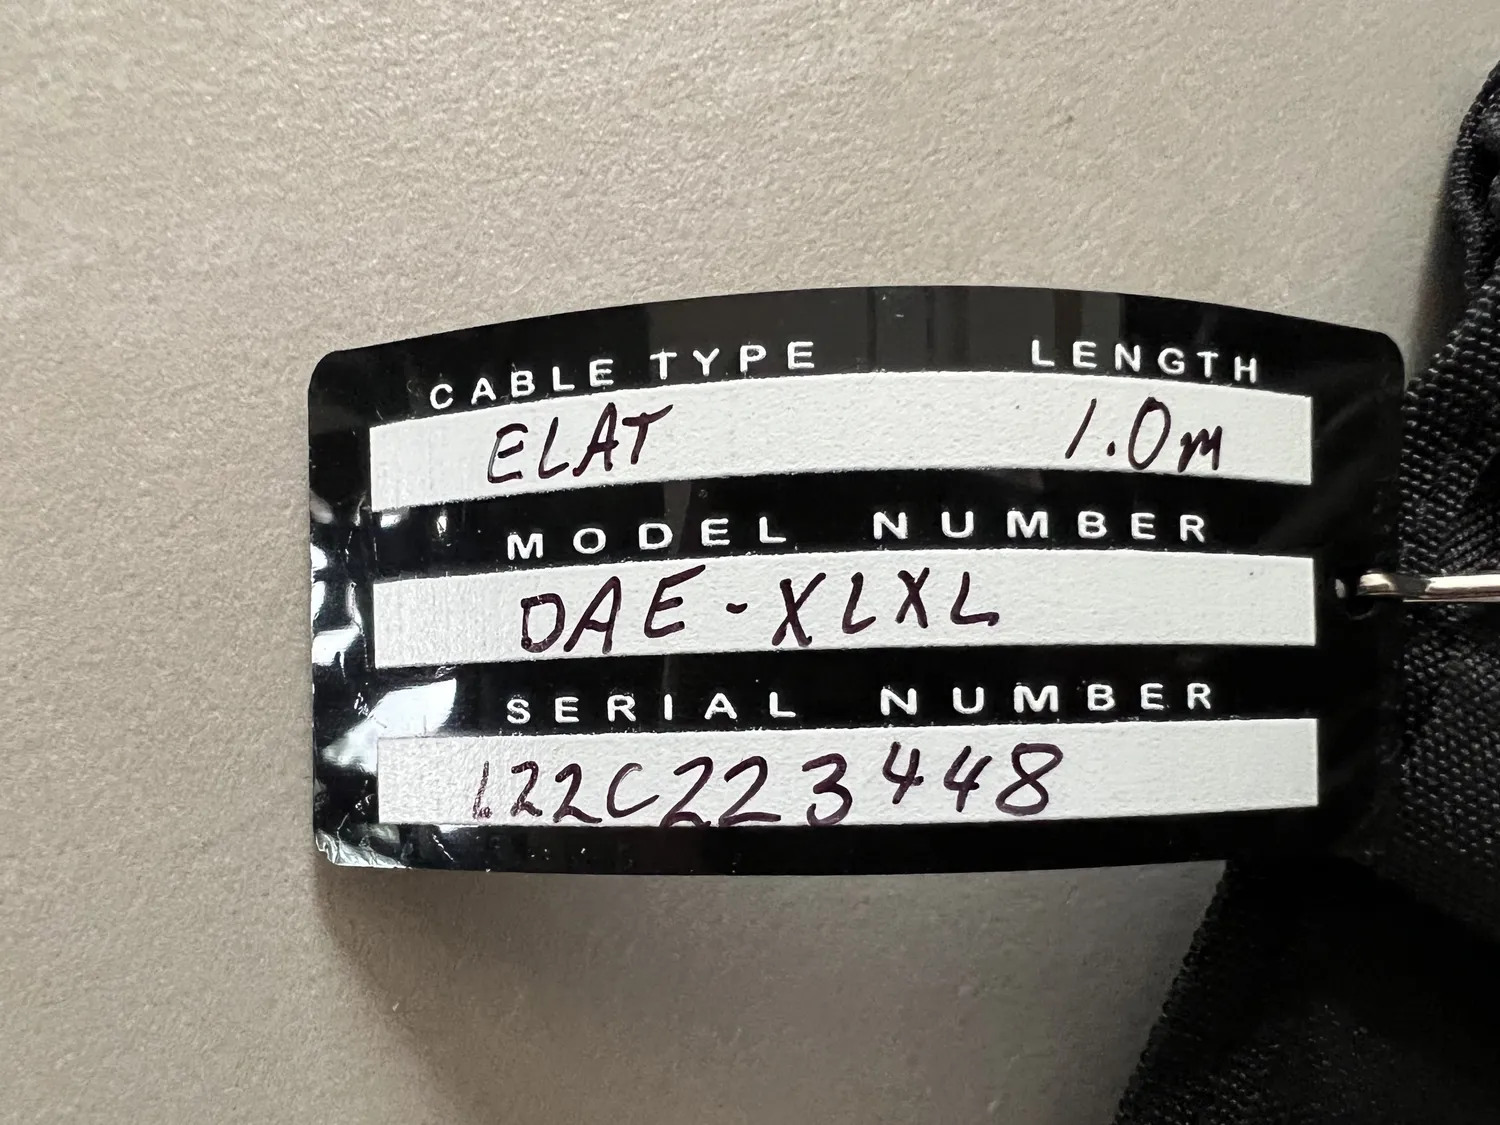 CABLE TYPE LENGTH
ELAT 1.0m
MODEL NUMBER
DAE-XLXL
SERIAL NUMBER
122C223448